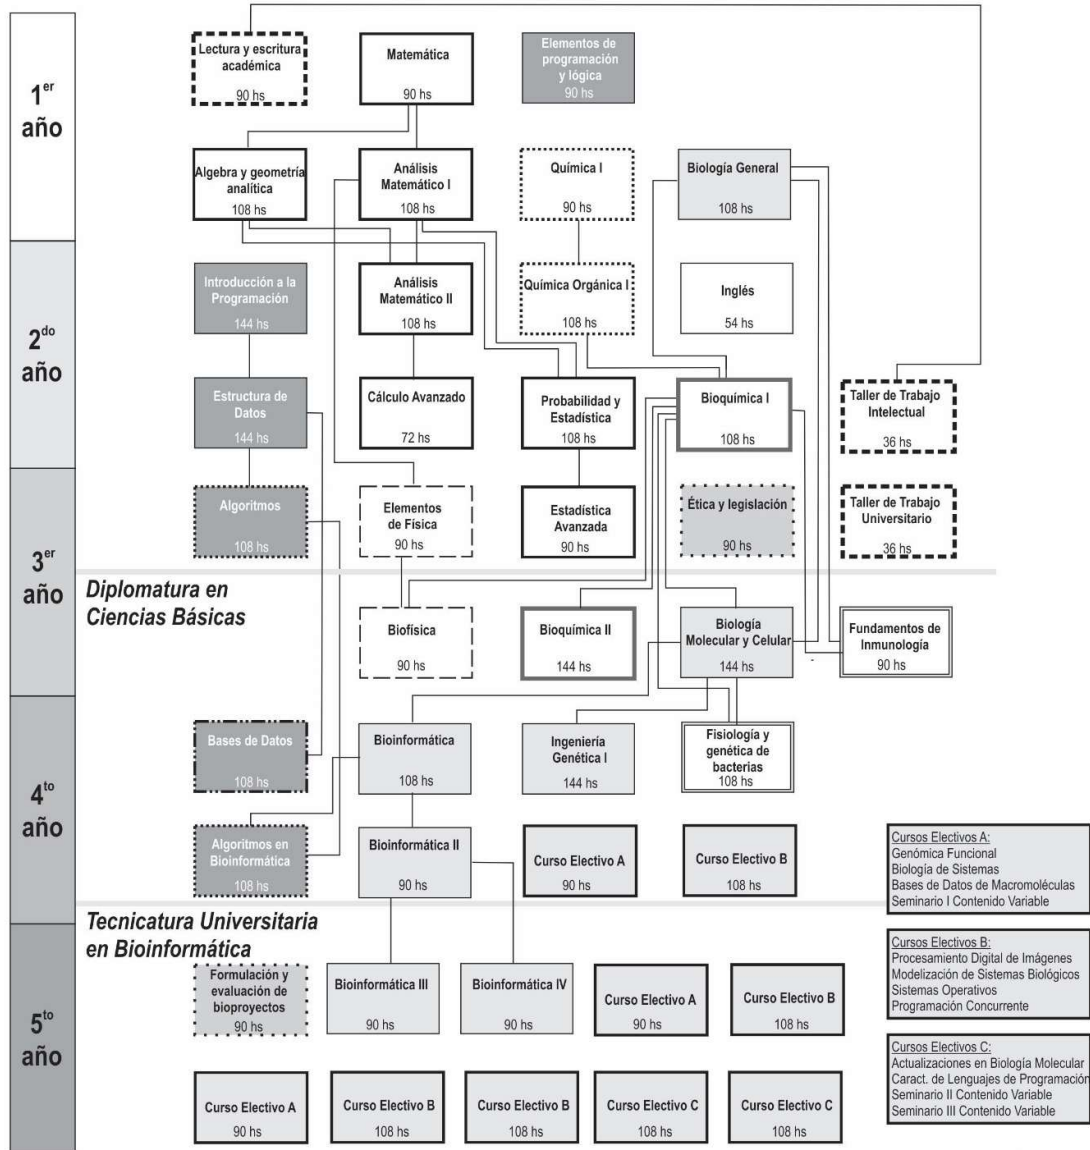 1er
año
Lectura y escritura
académica
90 hs
Matemática
90 hs
Elementos de
programación
y lógica
90 hs
Algebra y geometría
analítica
108 hs
Análisis
Matemático I
108 hs
Química I
90 hs
Biología General
108 hs
2do
año
Introducción a la
Programación
144 hs
Análisis
Matemático II
108 hs
Química Orgánica I
108 hs
Inglés
54 hs
Estructura de
Datos
144 hs
Cálculo Avanzado
72 hs
Probabilidad y
Estadística
108 hs
Bioquímica I
108 hs
Taller de Trabajo
Intelectual
36 hs
3er
año
Algoritmos
108 hs
Elementos
de Física
90 hs
Estadística
Avanzada
90 hs
Ética y legislación
90 hs
Taller de Trabajo
Universitario
36 hs
Diplomatura en
Ciencias Básicas
Biofísica
90 hs
Bioquímica II
144 hs
Biología
Molecular y Celular
144 hs
Fundamentos de
Inmunología
90 hs
4to
año
Bases de Datos
108 hs
Bioinformática
108 hs
Ingeniería
Genética I
144 hs
Fisiología y
genética de
bacterias
108 hs
Algoritmos en
Bioinformática
108 hs
Bioinformática II
90 hs
Curso Electivo A
90 hs
Curso Electivo B
108 hs
Cursos Electivos A:
Genómica Funcional
Biología de Sistemas
Bases de Datos de Macromoléculas
Seminario I Contenido Variable
Tecnicatura Universitaria
en Bioinformática
5to
año
Formulación y
evaluación de
bioproyectos
90 hs
Bioinformática III
90 hs
Bioinformática IV
90 hs
Curso Electivo A
90 hs
Curso Electivo B
108 hs
Cursos Electivos B:
Procesamiento Digital de Imágenes
Modelización de Sistemas Biológicos
Sistemas Operativos
Programación Concurrente
Curso Electivo A
90 hs
Curso Electivo B
108 hs
Curso Electivo B
108 hs
Curso Electivo C
108 hs
Curso Electivo C
108 hs
Cursos Electivos C:
Actualizaciones en Biología Molecular
Caract. de Lenguajes de Programación
Seminario II Contenido Variable
Seminario III Contenido Variable